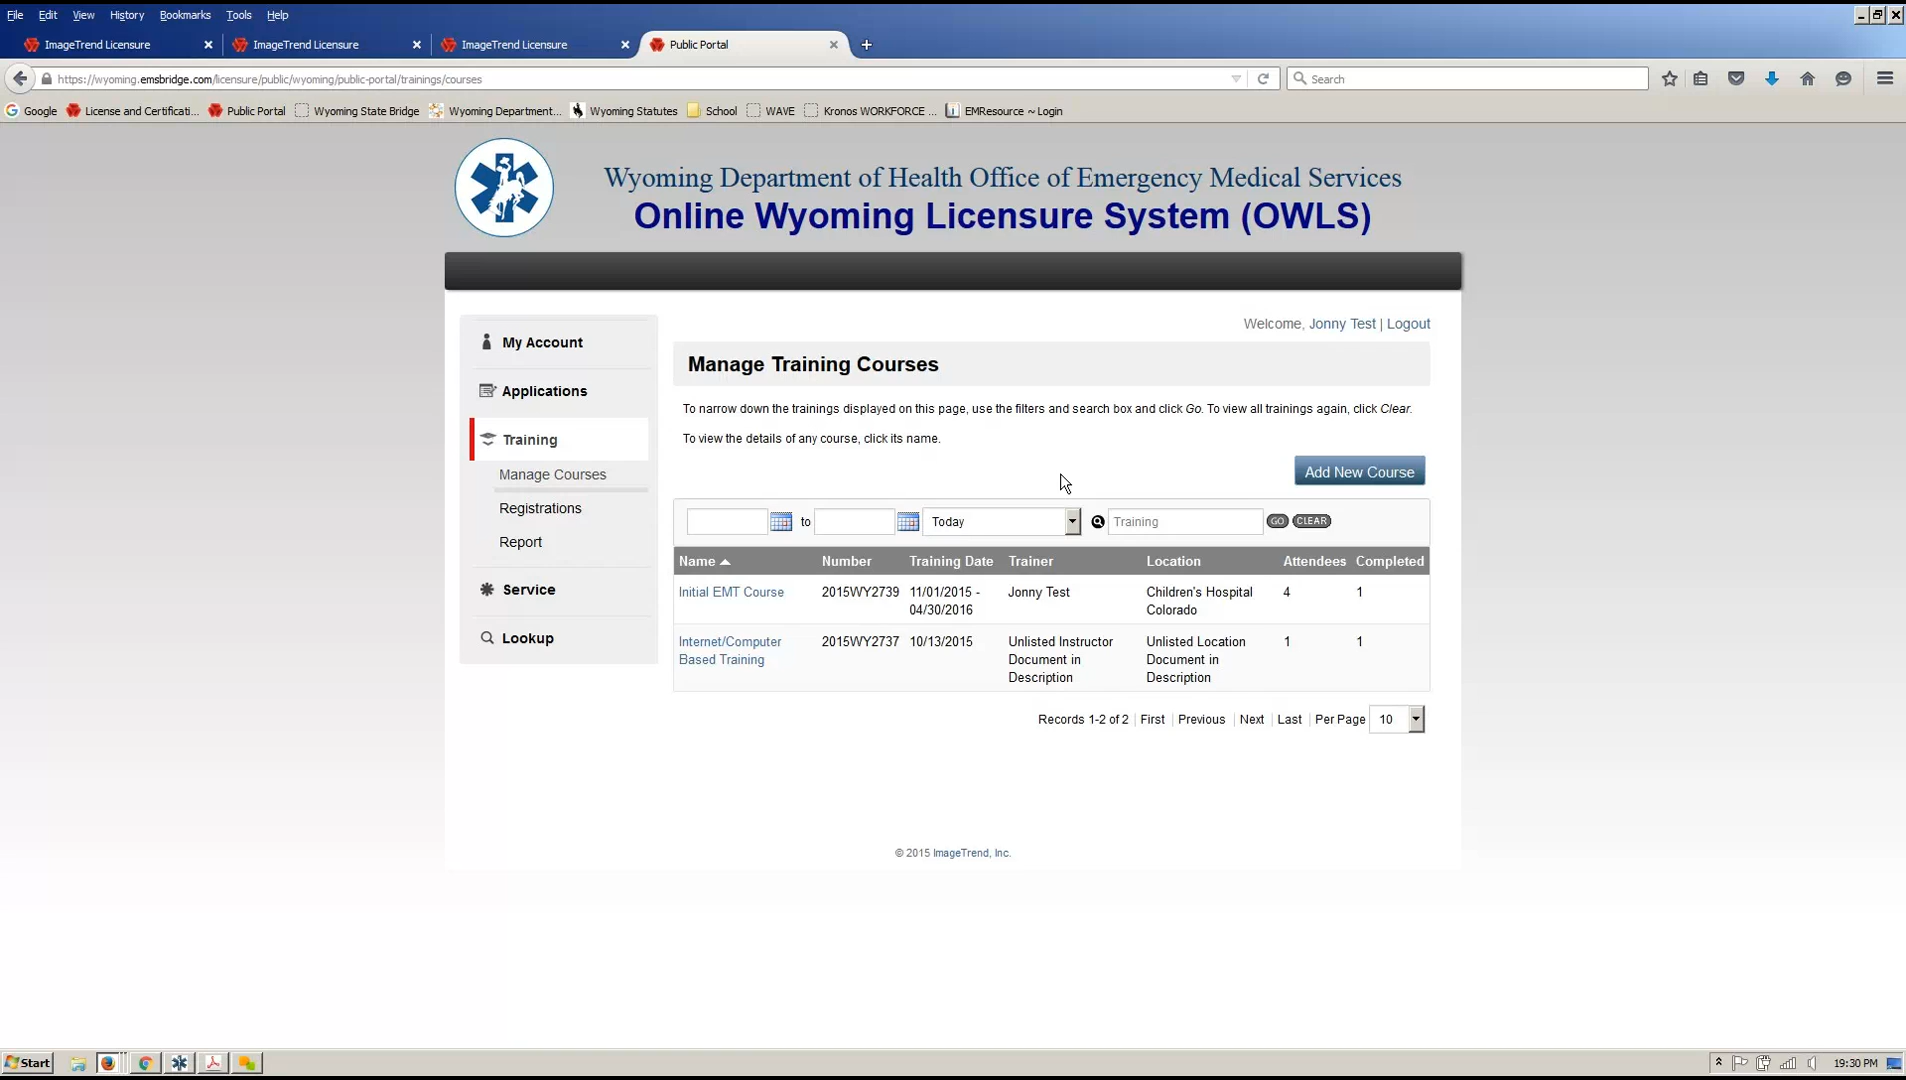 File Edit View History Bookmarks Tools Help
ImageTrend Licensure ImageTrend Licensure ImageTrend Licensure Public Portal
https://wyoming.emsbridge.com/licensure/public/wyoming/public-portal/trainings/courses Search
Google License and Certificati... Public Portal Wyoming State Bridge Wyoming Department... Wyoming Statutes School WAVE Kronos WORKFORCE ... EMResource ~ Login
Wyoming Department of Health Office of Emergency Medical Services
Online Wyoming Licensure System (OWLS)
Welcome, Jonny Test | Logout
My Account
Applications
Training
Manage Courses
Registrations
Report
Service
Lookup
Manage Training Courses
To narrow down the trainings displayed on this page, use the filters and search box and click Go. To view all trainings again, click Clear.
To view the details of any course, click its name.
Add New Course
to Today Training GO CLEAR
Name Number Training Date Trainer Location Attendees Completed
Initial EMT Course 2015WY2739 11/01/2015 - Jonny Test Children's Hospital 4 1
04/30/2016 Colorado
Internet/Computer 2015WY2737 10/13/2015 Unlisted Instructor Unlisted Location 1 1
Based Training Document in Document in
Description Description
Records 1-2 of 2 First Previous Next Last Per Page 10
© 2015 ImageTrend, Inc.
Start 19:30 PM